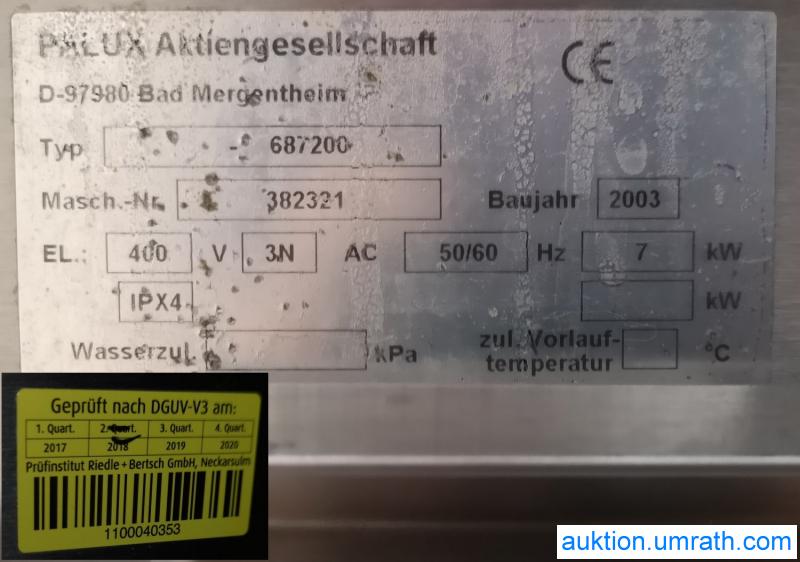 PALUX Aktiengesellschaft
CE
D-97980 Bad Mergentheim
Typ - 687200
Masch.-Nr. 382321 Baujahr 2003
EL.: 400 V 3N AC 50/60 Hz 7 kW
IPX4 kW
Wasserzul. kPa zul. Vorlauf-
temperatur °C
Geprüft nach DGUV-V3 am:
1. Quart. 2. Quart. 3. Quart. 4. Quart.
2017 2018 2019 2020
Prüfinstitut Riedle + Bertsch GmbH, Neckarsulm
1100040353
auktion.umrath.com